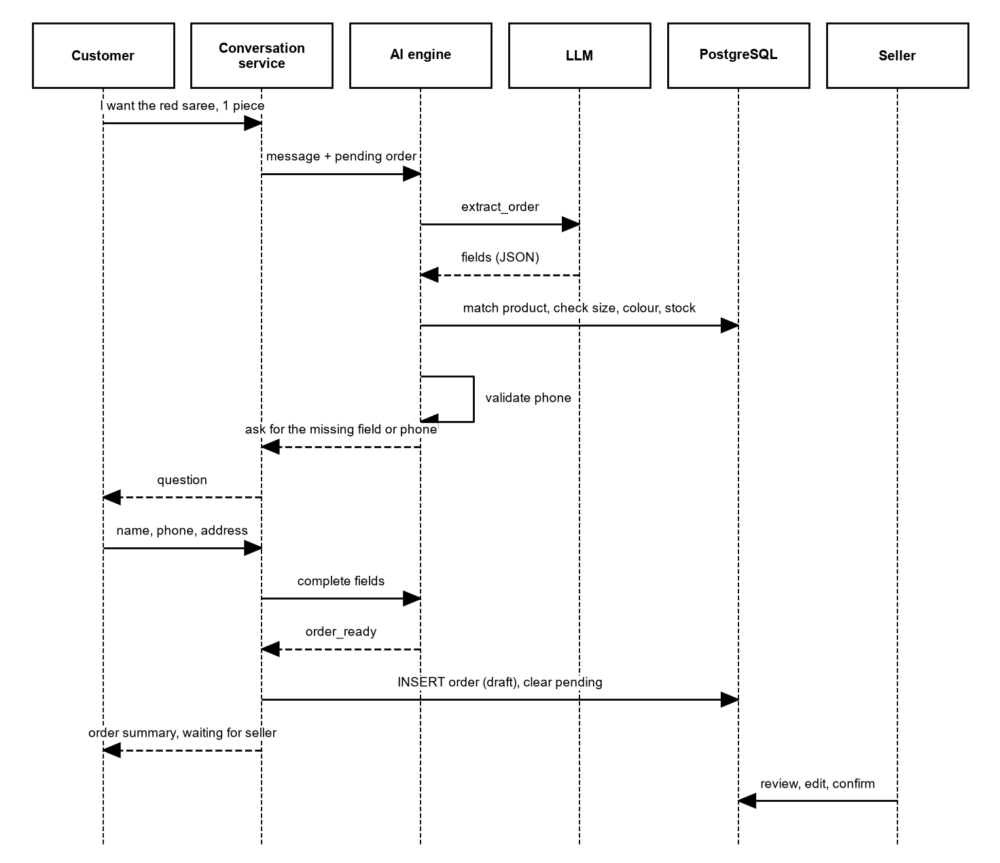 Customer
Conversation
service
AI engine
LLM
PostgreSQL
Seller
I want the red saree, 1 piece
message + pending order
extract_order
fields (JSON)
match product, check size, colour, stock
validate phone
ask for the missing field or phone
question
name, phone, address
complete fields
order_ready
INSERT order (draft), clear pending
order summary, waiting for seller
review, edit, confirm